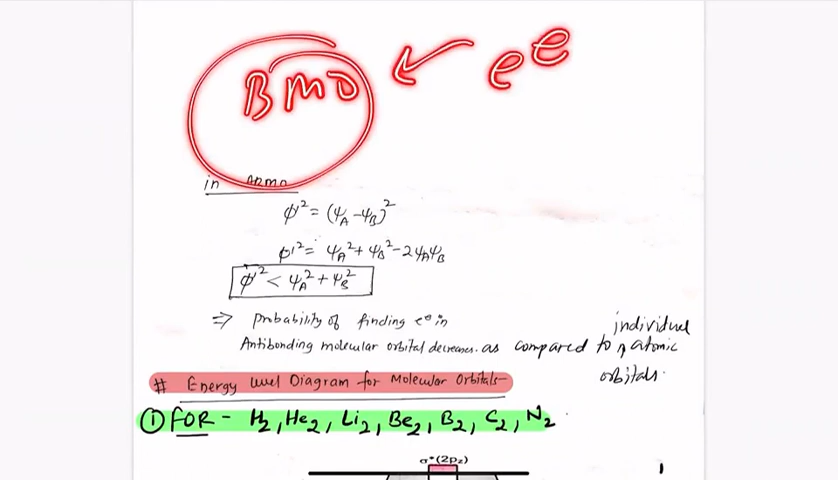 BMO ← e e
in ABMO
φ'² = (ψA - ψB)²
φ'² = ψA² + ψB² - 2ψAψB
φ'² < ψA² + ψB²
⇒ Probability of finding e⊖ in individual
Antibonding molecular orbital decreases. as compared to atomic
orbitals.
# Energy level Diagram for Molecular Orbitals-
① FOR - H₂, He₂, Li₂, Be₂, B₂, C₂, N₂
σ*(2pz)